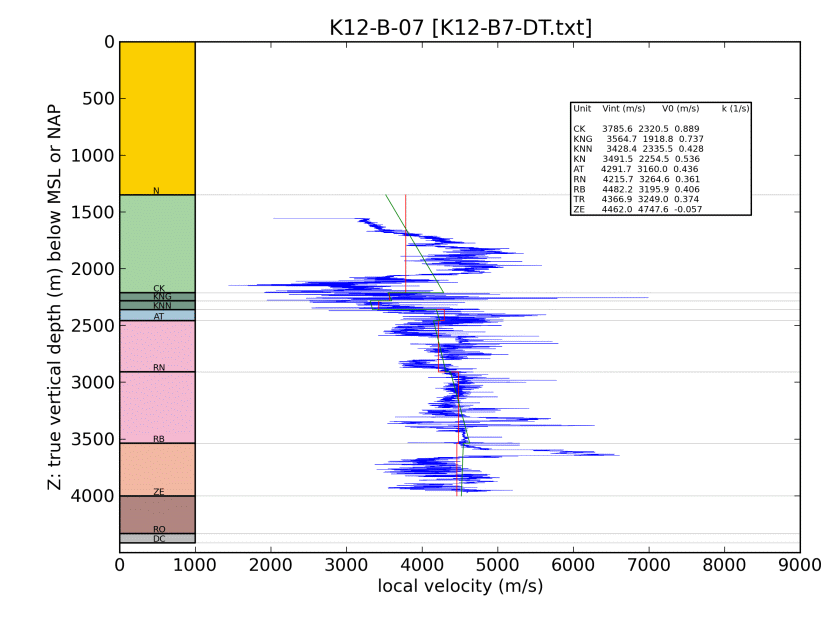 K12-B-07 [K12-B7-DT.txt]
Z: true vertical depth (m) below MSL or NAP
0
500
1000
1500
2000
2500
3000
3500
4000
N
CK
KNG
KNN
AT
RN
RB
ZE
RO
DC
Unit Vint (m/s) V0 (m/s) k (1/s)
CK 3785.6 2320.5 0.889
KNG 3564.7 1918.8 0.737
KNN 3428.4 2335.5 0.428
KN 3491.5 2254.5 0.536
AT 4291.7 3160.0 0.436
RN 4215.7 3264.6 0.361
RB 4482.2 3195.9 0.406
TR 4366.9 3249.0 0.374
ZE 4462.0 4747.6 -0.057
0 1000 2000 3000 4000 5000 6000 7000 8000 9000
local velocity (m/s)